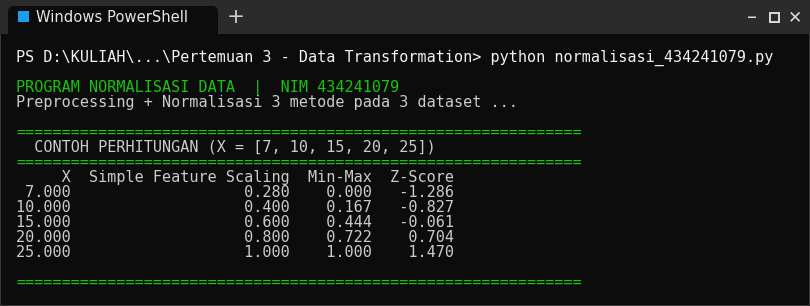 Windows PowerShell
PS D:\KULIAH\...\Pertemuan 3 - Data Transformation> python normalisasi_434241079.py
PROGRAM NORMALISASI DATA  |  NIM 434241079
Preprocessing + Normalisasi 3 metode pada 3 dataset ...
==============================================================
  CONTOH PERHITUNGAN (X = [7, 10, 15, 20, 25])
==============================================================
     X  Simple Feature Scaling  Min-Max  Z-Score
 7.000                   0.280    0.000   -1.286
10.000                   0.400    0.167   -0.827
15.000                   0.600    0.444   -0.061
20.000                   0.800    0.722    0.704
25.000                   1.000    1.000    1.470
==============================================================